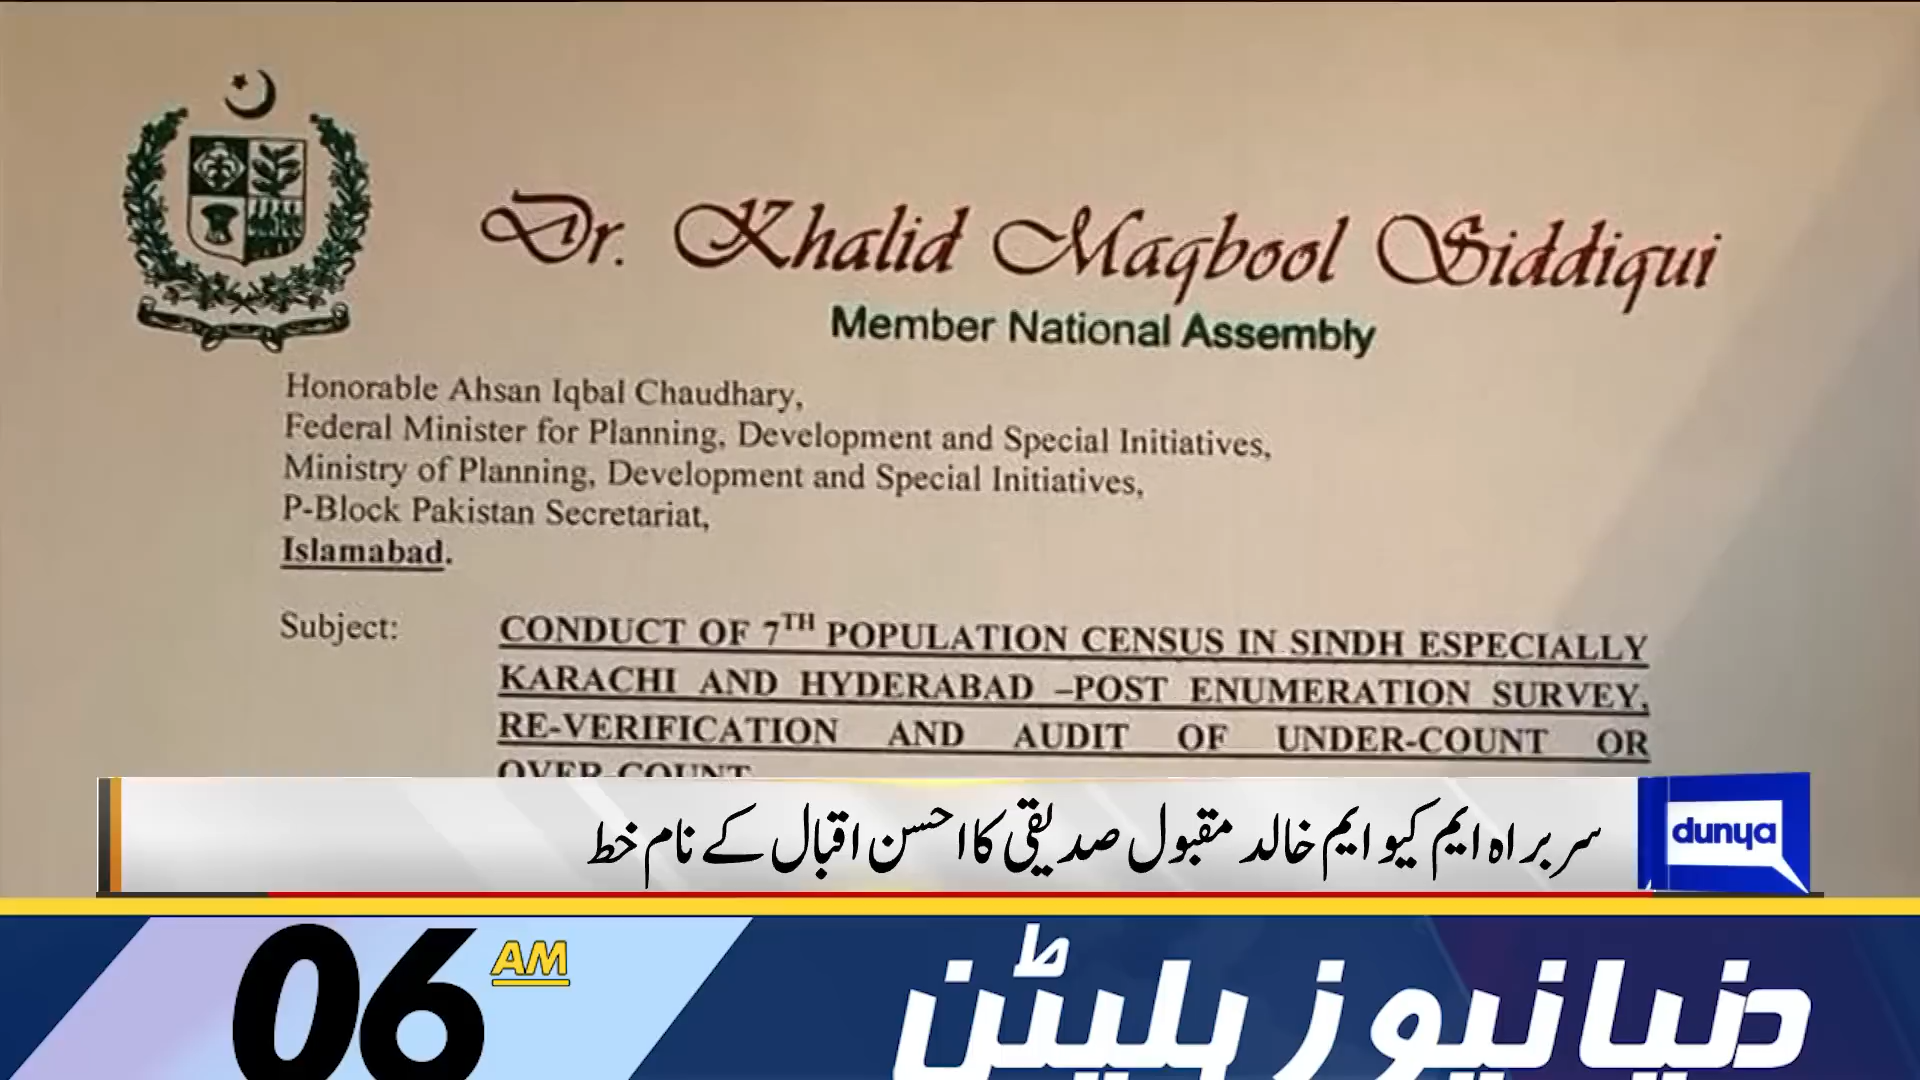 Dr. Khalid Maqbool Siddiqui
Member National Assembly
Honorable Ahsan Iqbal Chaudhary,
Federal Minister for Planning, Development and Special Initiatives,
Ministry of Planning, Development and Special Initiatives,
P-Block Pakistan Secretariat,
Islamabad.
Subject: CONDUCT OF 7TH POPULATION CENSUS IN SINDH ESPECIALLY
KARACHI AND HYDERABAD –POST ENUMERATION SURVEY,
RE-VERIFICATION AND AUDIT OF UNDER-COUNT OR
OVER-COUNT
سربراہ ایم کیو ایم خالد مقبول صدیقی کا احسن اقبال کے نام خط
dunya
06 AM
دنیا نیوز بلیٹن